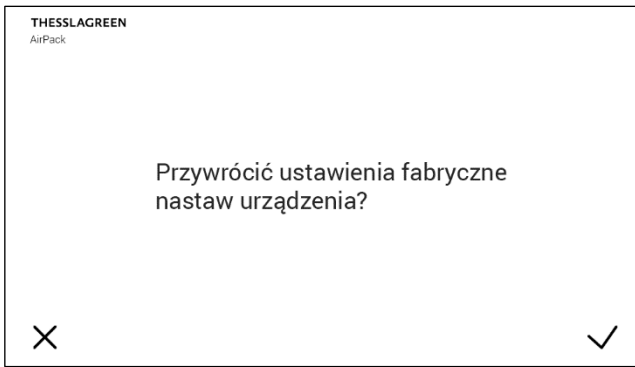 THESSLAGREEN
AirPack
Przywrócić ustawienia fabryczne
nastaw urządzenia?